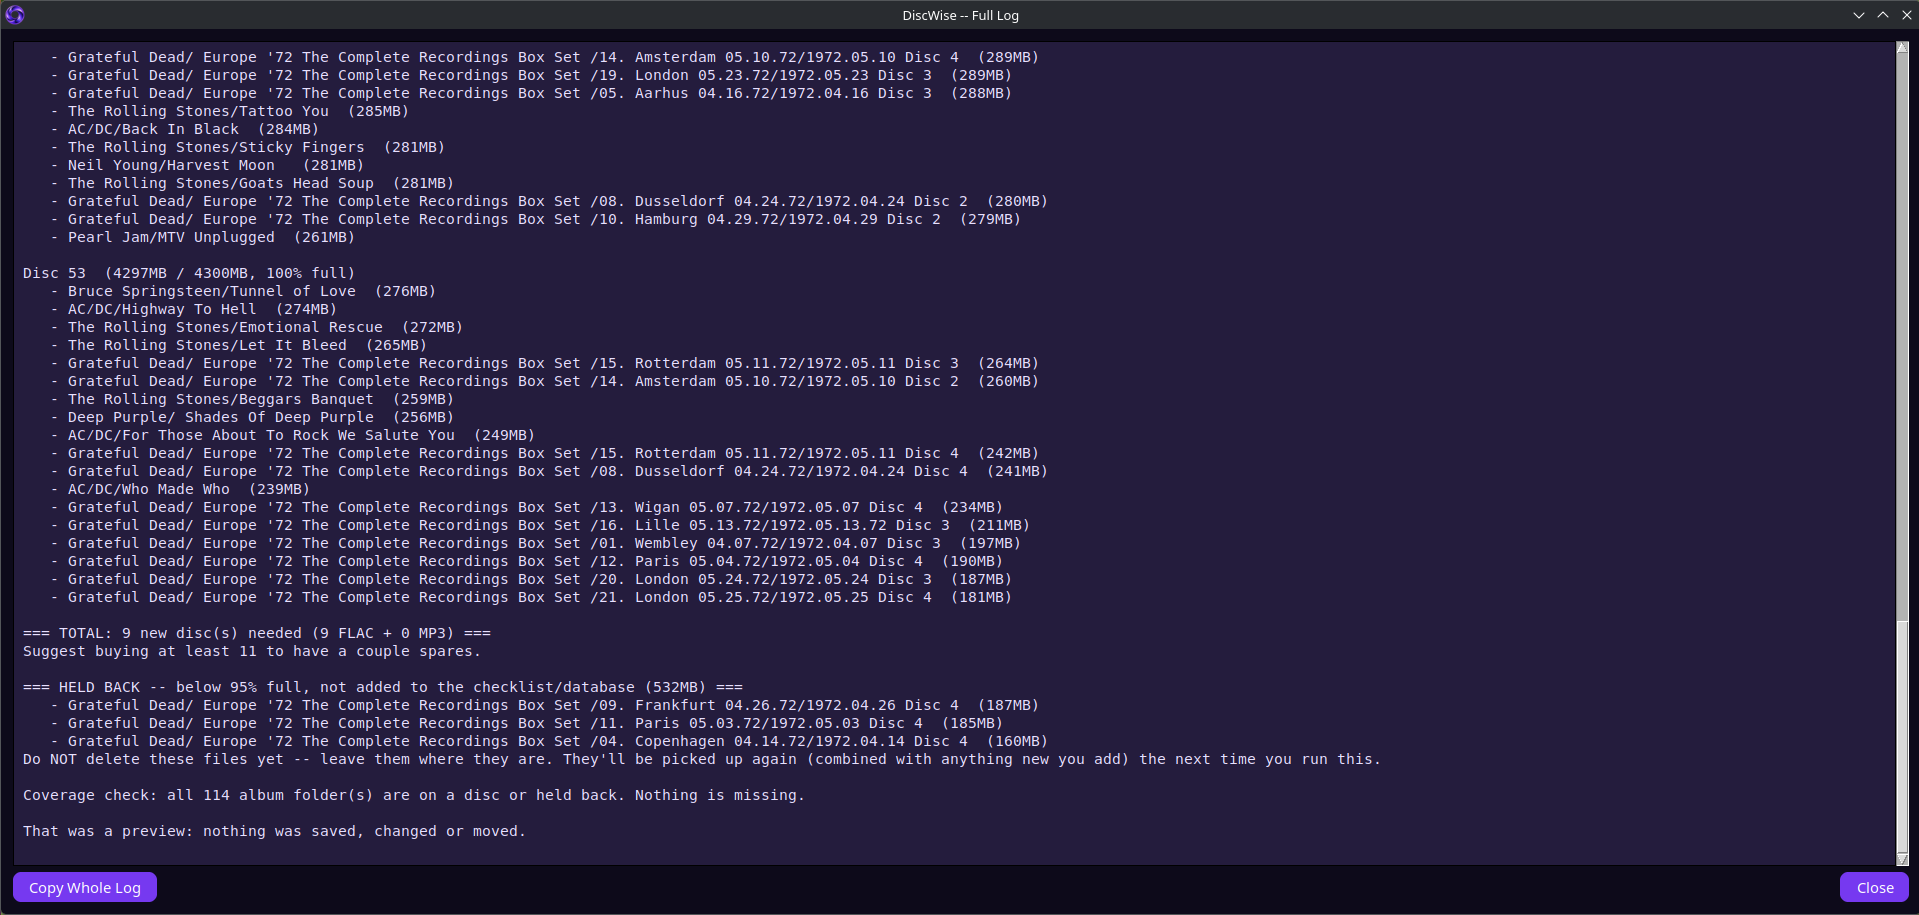 DiscWise -- Full Log
- Grateful Dead/ Europe '72 The Complete Recordings Box Set /14. Amsterdam 05.10.72/1972.05.10 Disc 4  (289MB)
- Grateful Dead/ Europe '72 The Complete Recordings Box Set /19. London 05.23.72/1972.05.23 Disc 3  (289MB)
- Grateful Dead/ Europe '72 The Complete Recordings Box Set /05. Aarhus 04.16.72/1972.04.16 Disc 3  (288MB)
- The Rolling Stones/Tattoo You  (285MB)
- AC/DC/Back In Black  (284MB)
- The Rolling Stones/Sticky Fingers  (281MB)
- Neil Young/Harvest Moon   (281MB)
- The Rolling Stones/Goats Head Soup  (281MB)
- Grateful Dead/ Europe '72 The Complete Recordings Box Set /08. Dusseldorf 04.24.72/1972.04.24 Disc 2  (280MB)
- Grateful Dead/ Europe '72 The Complete Recordings Box Set /10. Hamburg 04.29.72/1972.04.29 Disc 2  (279MB)
- Pearl Jam/MTV Unplugged  (261MB)
Disc 53  (4297MB / 4300MB, 100% full)
- Bruce Springsteen/Tunnel of Love  (276MB)
- AC/DC/Highway To Hell  (274MB)
- The Rolling Stones/Emotional Rescue  (272MB)
- The Rolling Stones/Let It Bleed  (265MB)
- Grateful Dead/ Europe '72 The Complete Recordings Box Set /15. Rotterdam 05.11.72/1972.05.11 Disc 3  (264MB)
- Grateful Dead/ Europe '72 The Complete Recordings Box Set /14. Amsterdam 05.10.72/1972.05.10 Disc 2  (260MB)
- The Rolling Stones/Beggars Banquet  (259MB)
- Deep Purple/ Shades Of Deep Purple  (256MB)
- AC/DC/For Those About To Rock We Salute You  (249MB)
- Grateful Dead/ Europe '72 The Complete Recordings Box Set /15. Rotterdam 05.11.72/1972.05.11 Disc 4  (242MB)
- Grateful Dead/ Europe '72 The Complete Recordings Box Set /08. Dusseldorf 04.24.72/1972.04.24 Disc 4  (241MB)
- AC/DC/Who Made Who  (239MB)
- Grateful Dead/ Europe '72 The Complete Recordings Box Set /13. Wigan 05.07.72/1972.05.07 Disc 4  (234MB)
- Grateful Dead/ Europe '72 The Complete Recordings Box Set /16. Lille 05.13.72/1972.05.13.72 Disc 3  (211MB)
- Grateful Dead/ Europe '72 The Complete Recordings Box Set /01. Wembley 04.07.72/1972.04.07 Disc 3  (197MB)
- Grateful Dead/ Europe '72 The Complete Recordings Box Set /12. Paris 05.04.72/1972.05.04 Disc 4  (190MB)
- Grateful Dead/ Europe '72 The Complete Recordings Box Set /20. London 05.24.72/1972.05.24 Disc 3  (187MB)
- Grateful Dead/ Europe '72 The Complete Recordings Box Set /21. London 05.25.72/1972.05.25 Disc 4  (181MB)
=== TOTAL: 9 new disc(s) needed (9 FLAC + 0 MP3) ===
Suggest buying at least 11 to have a couple spares.
=== HELD BACK -- below 95% full, not added to the checklist/database (532MB) ===
- Grateful Dead/ Europe '72 The Complete Recordings Box Set /09. Frankfurt 04.26.72/1972.04.26 Disc 4  (187MB)
- Grateful Dead/ Europe '72 The Complete Recordings Box Set /11. Paris 05.03.72/1972.05.03 Disc 4  (185MB)
- Grateful Dead/ Europe '72 The Complete Recordings Box Set /04. Copenhagen 04.14.72/1972.04.14 Disc 4  (160MB)
Do NOT delete these files yet -- leave them where they are. They'll be picked up again (combined with anything new you add) the next time you run this.
Coverage check: all 114 album folder(s) are on a disc or held back. Nothing is missing.
That was a preview: nothing was saved, changed or moved.
Copy Whole Log
Close